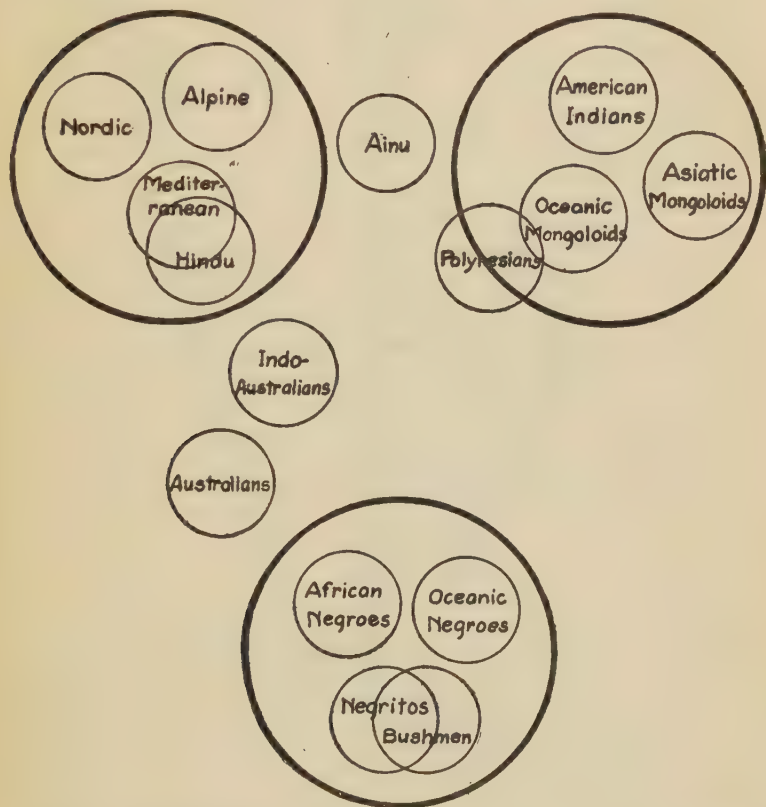 Nordic
Alpine
Mediter-
ranean
Hindu
Ainu
American
Indians
Asiatic
Mongoloids
Oceanic
Mongoloids
Polynesians
Indo-
Australians
Australians
African
Negroes
Oceanic
Negroes
Negritos
Bushmen